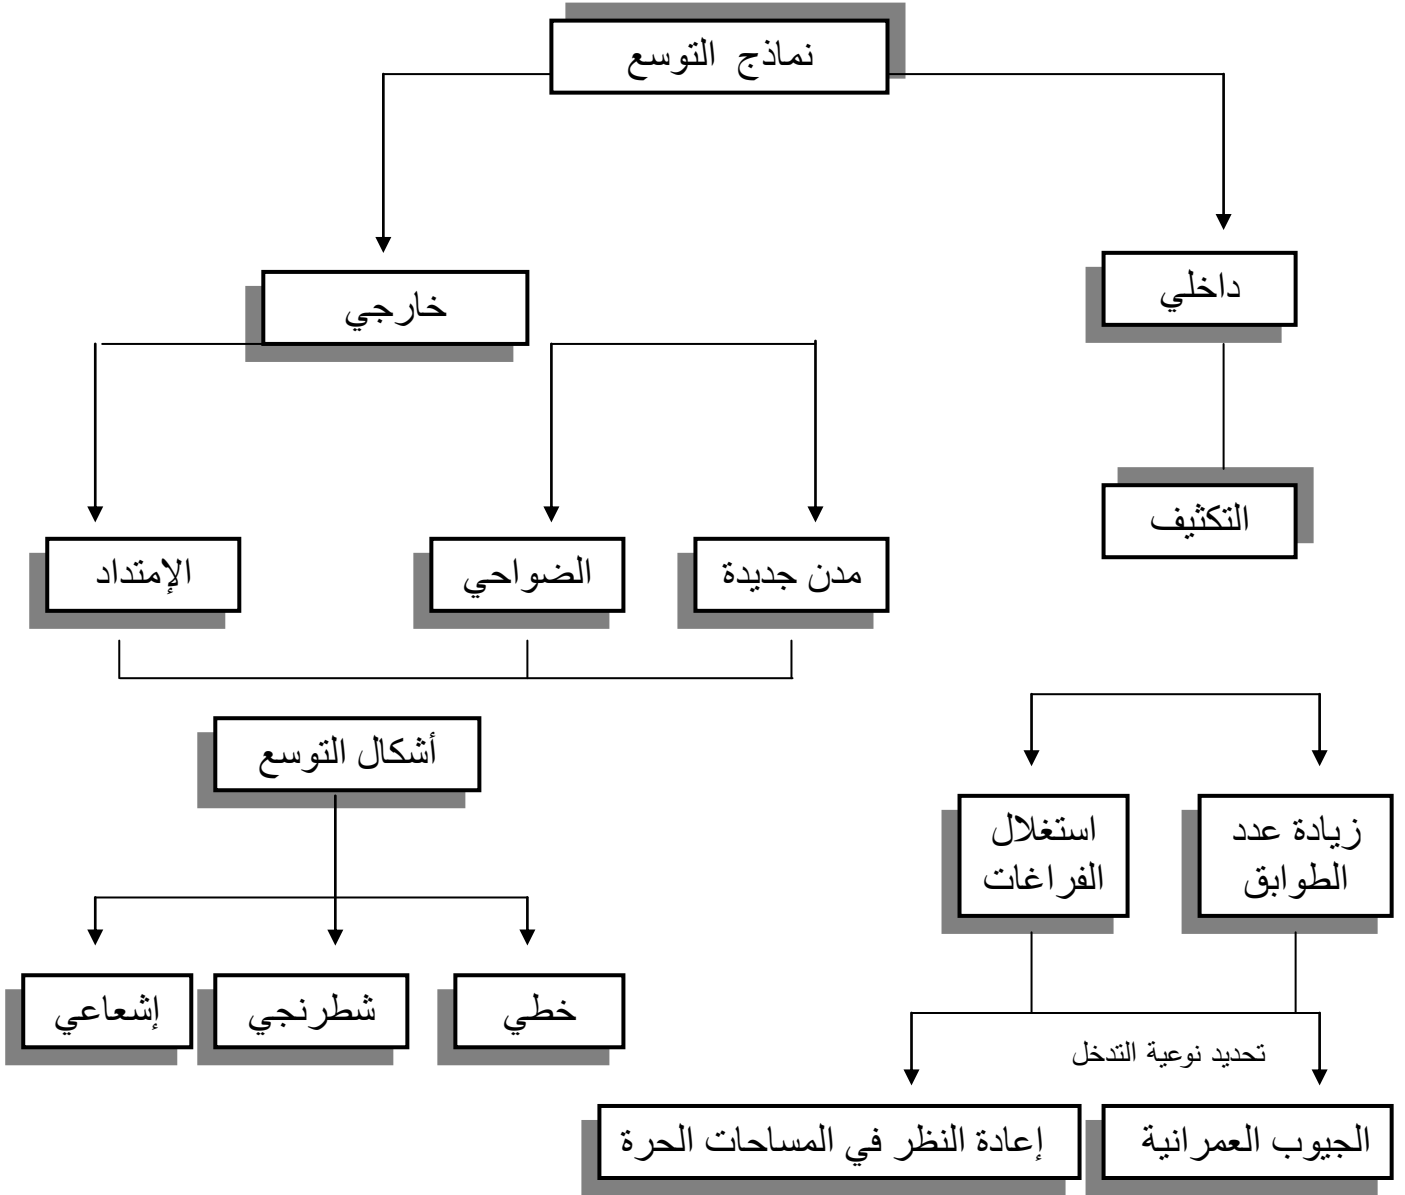 نماذج التوسع
داخلي
خارجي
التكثيف
مدن جديدة
الضواحي
الإمتداد
أشكال التوسع
زيادة عدد
الطوابق
استغلال
الفراغات
خطي
شطرنجي
إشعاعي
تحديد نوعية التدخل
الجيوب العمرانية
إعادة النظر في المساحات الحرة